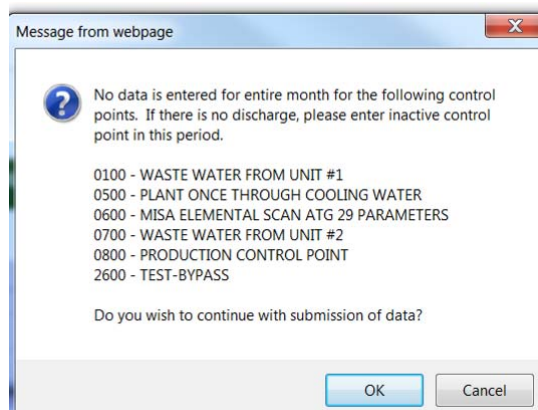 Message from webpage
No data is entered for entire month for the following control
points. If there is no discharge, please enter inactive control
point in this period.
0100 - WASTE WATER FROM UNIT #1
0500 - PLANT ONCE THROUGH COOLING WATER
0600 - MISA ELEMENTAL SCAN ATG 29 PARAMETERS
0700 - WASTE WATER FROM UNIT #2
0800 - PRODUCTION CONTROL POINT
2600 - TEST-BYPASS
Do you wish to continue with submission of data?
OK
Cancel